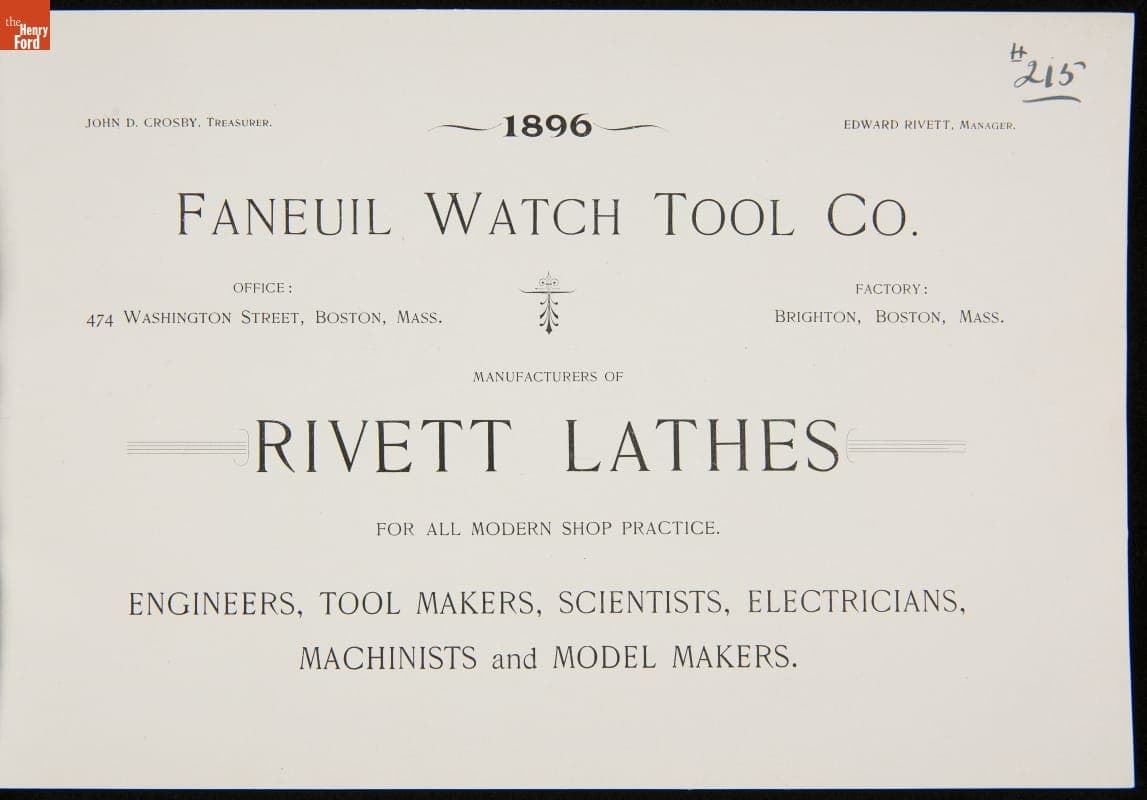 the
Henry
Ford
# 215
JOHN D. CROSBY, TREASURER.
1896
EDWARD RIVETT, MANAGER.
FANEUIL WATCH TOOL CO.
OFFICE:
474 WASHINGTON STREET, BOSTON, MASS.
FACTORY:
BRIGHTON, BOSTON, MASS.
MANUFACTURERS OF
RIVETT LATHES
FOR ALL MODERN SHOP PRACTICE.
ENGINEERS, TOOL MAKERS, SCIENTISTS, ELECTRICIANS,
MACHINISTS and MODEL MAKERS.